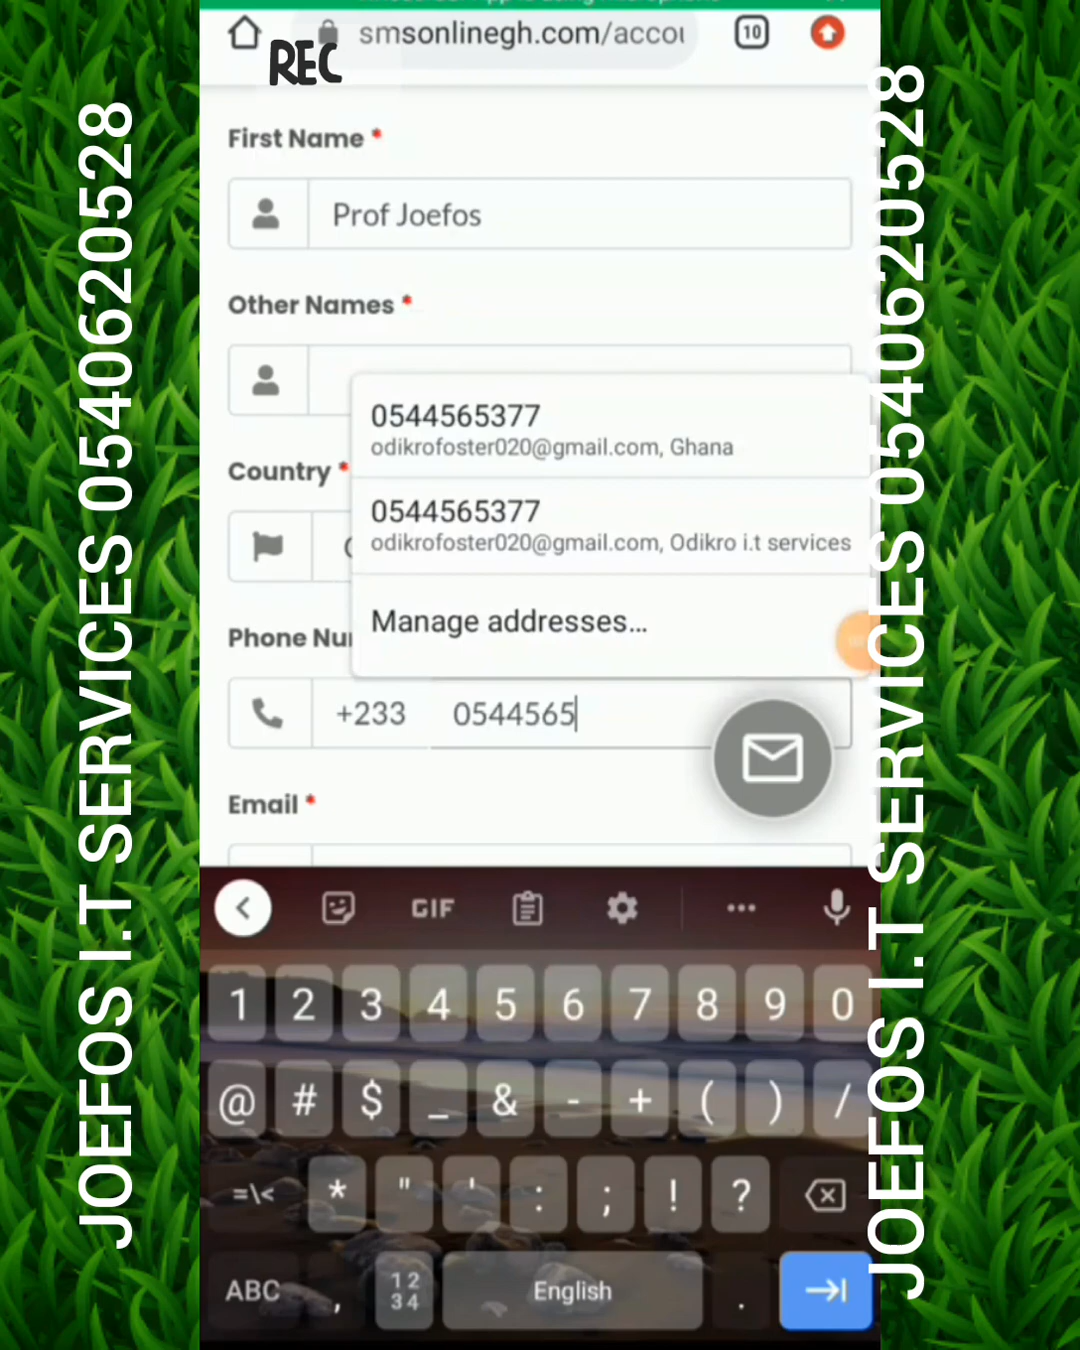 smsonlinegh.com/accou
10
REC
First Name *
Prof Joefos
Other Names *
0544565377
odikrofoster020@gmail.com, Ghana
Country *
0544565377
odikrofoster020@gmail.com, Odikro i.t services
Manage addresses...
Phone Nu
+233 0544565
Email *
GIF
1 2 3 4 5 6 7 8 9 0
@ # $ _ & - + ( ) /
=\< * " ' : ; ! ?
ABC , 12 34 English .
JOEFOS I.T SERVICES 0540620528
JOEFOS I.T SERVICES 0540620528